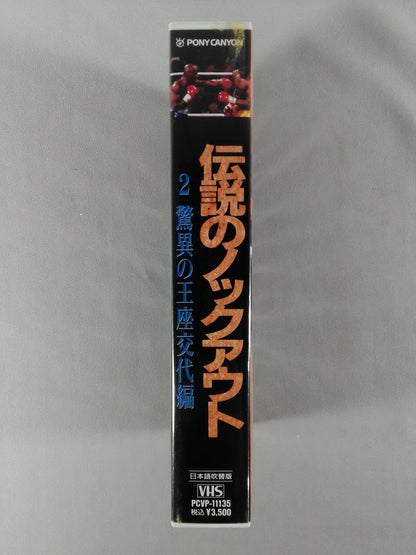 PONY CANYON
伝説のノックアウト
2 驚異の王座交代編
日本語吹替版
VHS
PCVP-11135
税込 ¥3,500